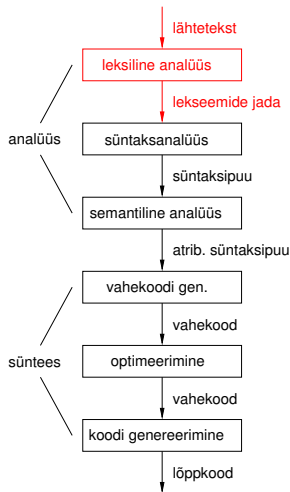 lähtetekst
leksiline analüüs
lekseemide jada
analüüs
süntaksanalüüs
süntaksipuu
semantiline analüüs
atrib. süntaksipuu
vahekoodi gen.
vahekood
süntees
optimeerimine
vahekood
koodi genereerimine
lõppkood